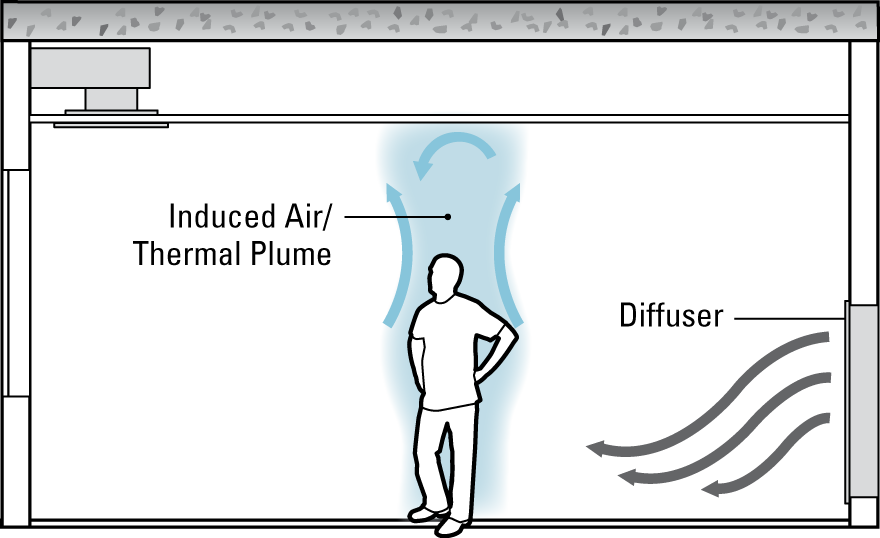 Induced Air/
Thermal Plume
Diffuser